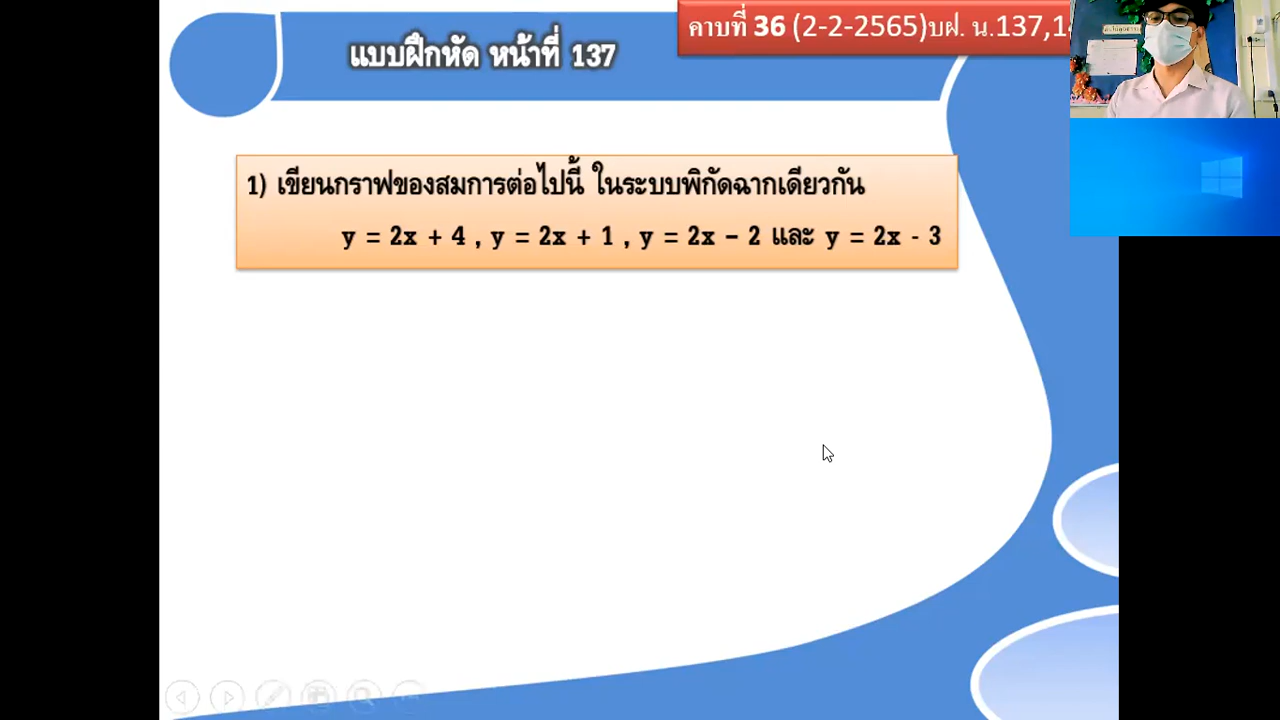 แบบฝึกหัด หน้าที่ 137
คาบที่ 36 (2-2-2565)บฝ. น.137,1
1) เขียนกราฟของสมการต่อไปนี้ ในระบบพิกัดฉากเดียวกัน
y = 2x + 4 , y = 2x + 1 , y = 2x – 2 และ y = 2x - 3